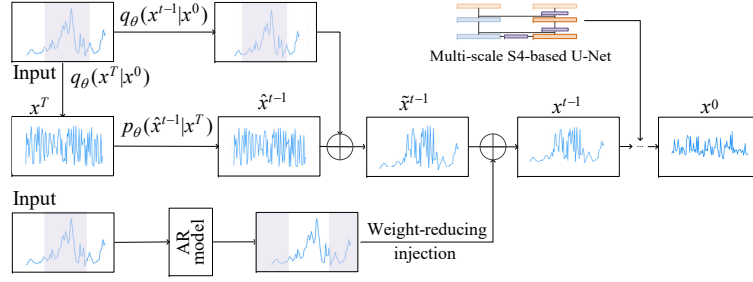 q_θ(x^{t−1}|x^0)
Multi-scale S4-based U-Net
Input
q_θ(x^T|x^0)
x^T
x̂^{t−1}
x̃^{t−1}
x^{t−1}
x^0
p_θ(x̂^{t−1}|x^T)
...
Input
AR model
Weight-reducing
injection